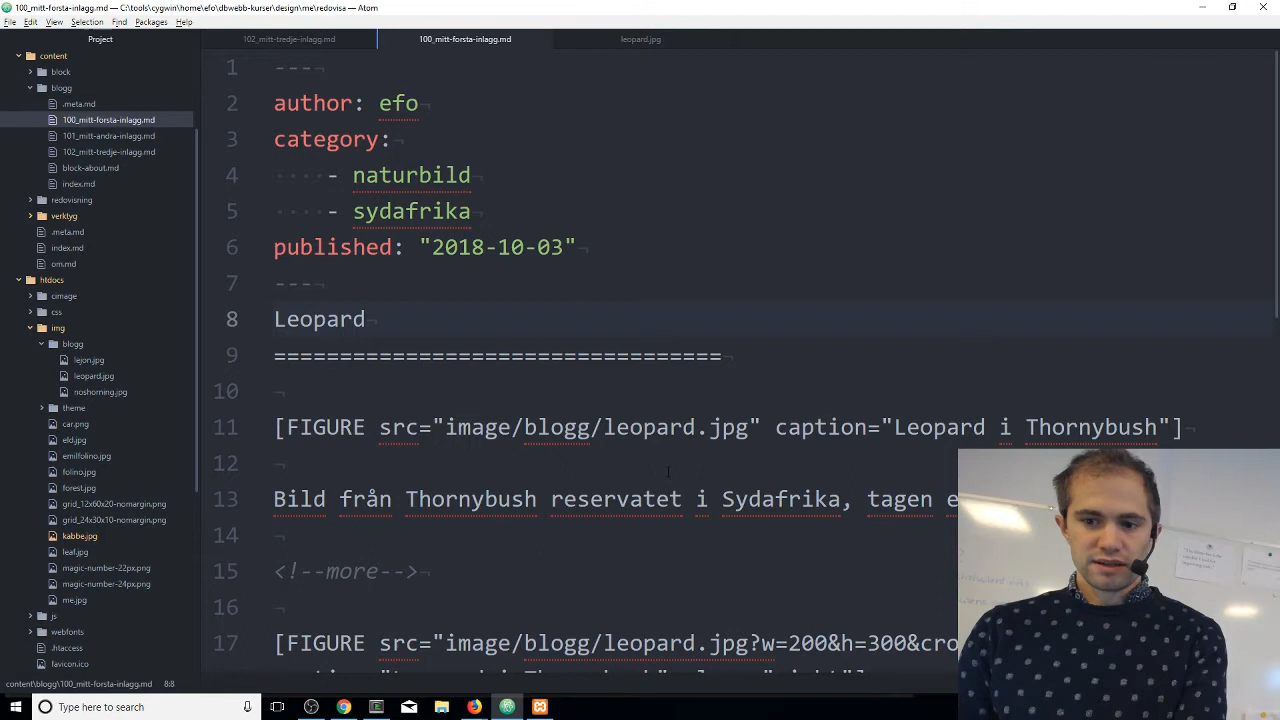 100_mitt-forsta-inlagg.md — C:\tools\cygwin\home\efo\dbwebb-kurser\design\me\redovisa — Atom
File Edit View Selection Find Packages Help
Project
102_mitt-tredje-inlagg.md
100_mitt-forsta-inlagg.md
leopard.jpg
content
block
blogg
.meta.md
100_mitt-forsta-inlagg.md
101_mitt-andra-inlagg.md
102_mitt-tredje-inlagg.md
block-about.md
index.md
redovisning
verktyg
.meta.md
index.md
om.md
htdocs
cimage
css
img
blogg
lejon.jpg
leopard.jpg
noshorning.jpg
theme
car.png
eld.jpg
emilfolino.jpg
folino.jpg
forest.jpg
grid_12x60x20-nomargin.png
grid_24x30x10-nomargin.png
kabbe.jpg
leaf.jpg
magic-number-22px.png
magic-number-24px.png
me.jpg
js
webfonts
.htaccess
favicon.ico
1 ---
2 author: efo
3 category:
4 - naturbild
5 - sydafrika
6 published: "2018-10-03"
7 ---
8 Leopard
9 ==================================
10
11 [FIGURE src="image/blogg/leopard.jpg" caption="Leopard i Thornybush"]
12
13 Bild från Thornybush reservatet i Sydafrika, tagen e
14
15 <!--more-->
16
17 [FIGURE src="image/blogg/leopard.jpg?w=200&h=300&cro
content\blogg\100_mitt-forsta-inlagg.md 8:8
Type here to search